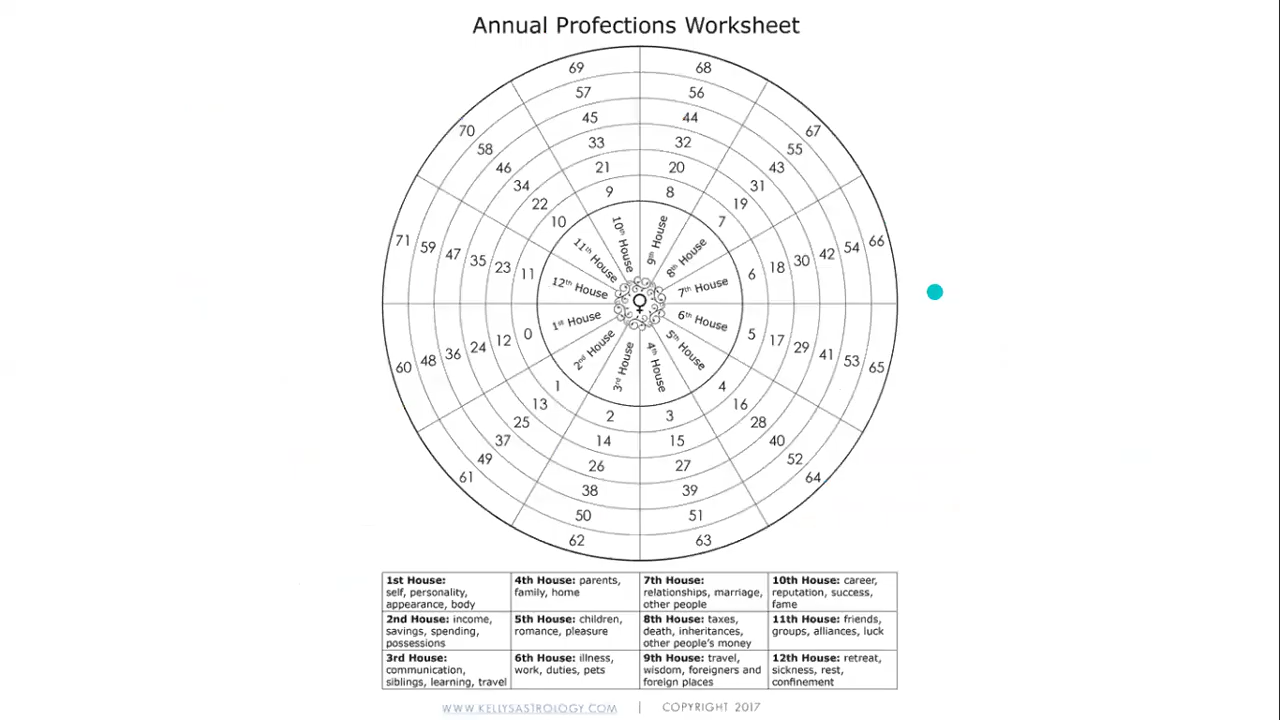 Annual Profections Worksheet
69 68
57 56
45 44
33 32
21 20
9 8
70 67
58 55
46 43
34 31
22 19
10 7
10th House 9th House
11th House 8th House
12th House 7th House
71 59 47 35 23 11 6 18 30 42 54 66
1st House 6th House
2nd House 5th House
3rd House 4th House
60 48 36 24 12 0 5 17 29 41 53 65
1 4
13 16
25 28
37 40
49 52
61 64
2 3
14 15
26 27
38 39
50 51
62 63
1st House:
self, personality,
appearance, body
4th House: parents,
family, home
7th House:
relationships, marriage,
other people
10th House: career,
reputation, success,
fame
2nd House: income,
savings, spending,
possessions
5th House: children,
romance, pleasure
8th House: taxes,
death, inheritances,
other people's money
11th House: friends,
groups, alliances, luck
3rd House:
communication,
siblings, learning, travel
6th House: illness,
work, duties, pets
9th House: travel,
wisdom, foreigners and
foreign places
12th House: retreat,
sickness, rest,
confinement
WWW.KELLYSASTROLOGY.COM | COPYRIGHT 2017